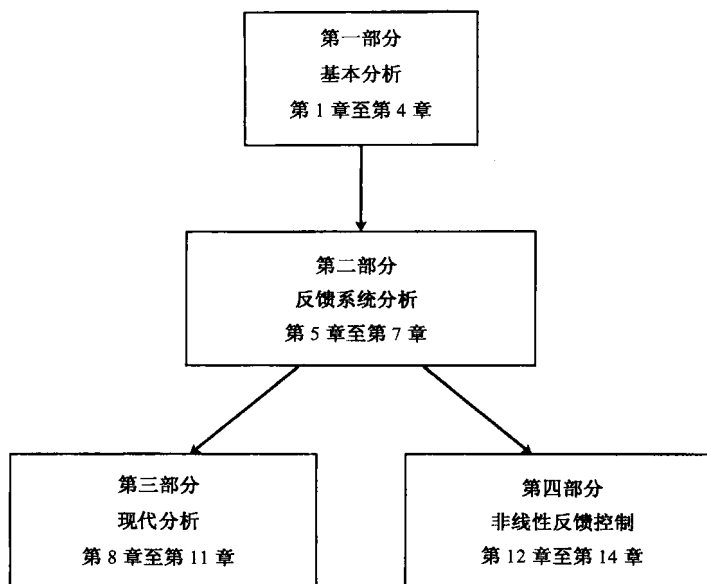 第一部分
基本分析
第 1 章至第 4 章
第二部分
反馈系统分析
第 5 章至第 7 章
第三部分
现代分析
第 8 章至第 11 章
第四部分
非线性反馈控制
第 12 章至第 14 章